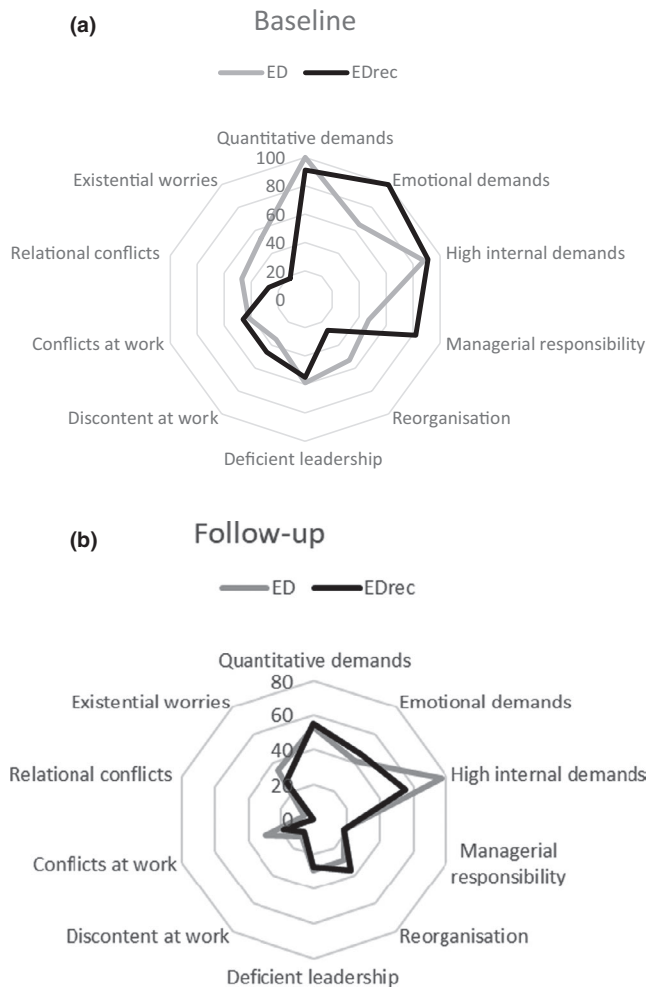 (a)
Baseline
ED EDrec
Quantitative demands
100
Existential worries Emotional demands
80
60
Relational conflicts High internal demands
40
20
0
Conflicts at work Managerial responsibility
Discontent at work Reorganisation
Deficient leadership
(b)
Follow-up
ED EDrec
Quantitative demands
80
Existential worries Emotional demands
60
40
Relational conflicts High internal demands
20
0
Conflicts at work Managerial
responsibility
Discontent at work Reorganisation
Deficient leadership